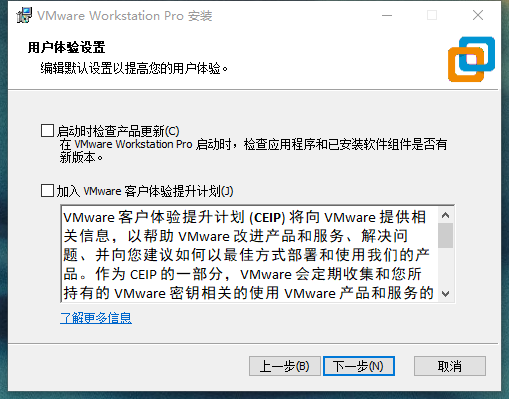 VMware Workstation Pro 安装
用户体验设置
编辑默认设置以提高您的用户体验。
启动时检查产品更新(C)
在 VMware Workstation Pro 启动时，检查应用程序和已安装软件组件是否有
新版本。
加入 VMware 客户体验提升计划(J)
VMware 客户体验提升计划 (CEIP) 将向 VMware 提供相
关信息，以帮助 VMware 改进产品和服务、解决问
题、并向您建议如何以最佳方式部署和使用我们的产
品。作为 CEIP 的一部分，VMware 会定期收集和您所
持有的 VMware 密钥相关的使用 VMware 产品和服务的
了解更多信息
上一步(B) 下一步(N) 取消